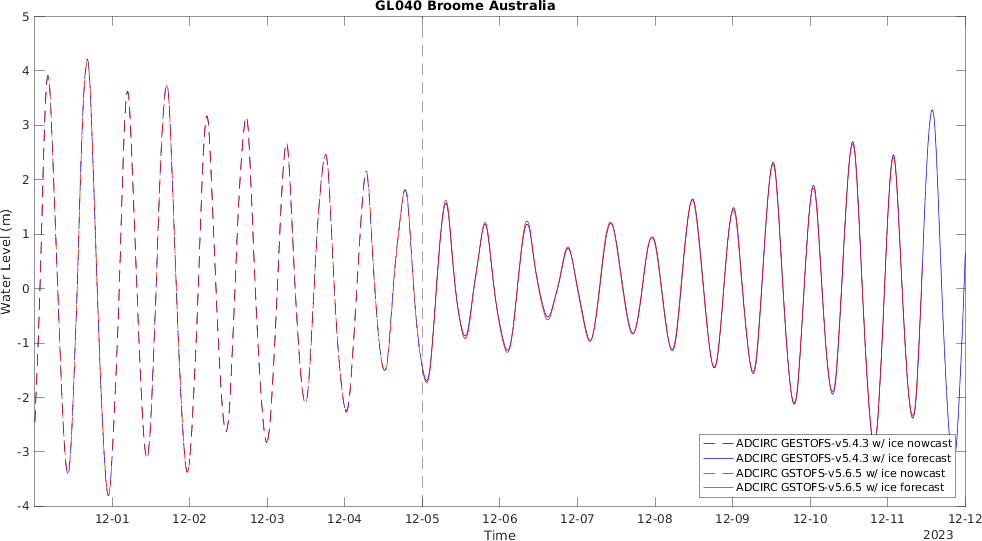 GL040 Broome Australia
5
4
3
2
1
0
-1
-2
-3
-4
Water Level (m)
ADCIRC GESTOFS-v5.4.3 w/ ice nowcast
ADCIRC GESTOFS-v5.4.3 w/ ice forecast
ADCIRC GSTOFS-v5.6.5 w/ ice nowcast
ADCIRC GSTOFS-v5.6.5 w/ ice forecast
12-01 12-02 12-03 12-04 12-05 12-06 12-07 12-08 12-09 12-10 12-11 12-12
Time
2023